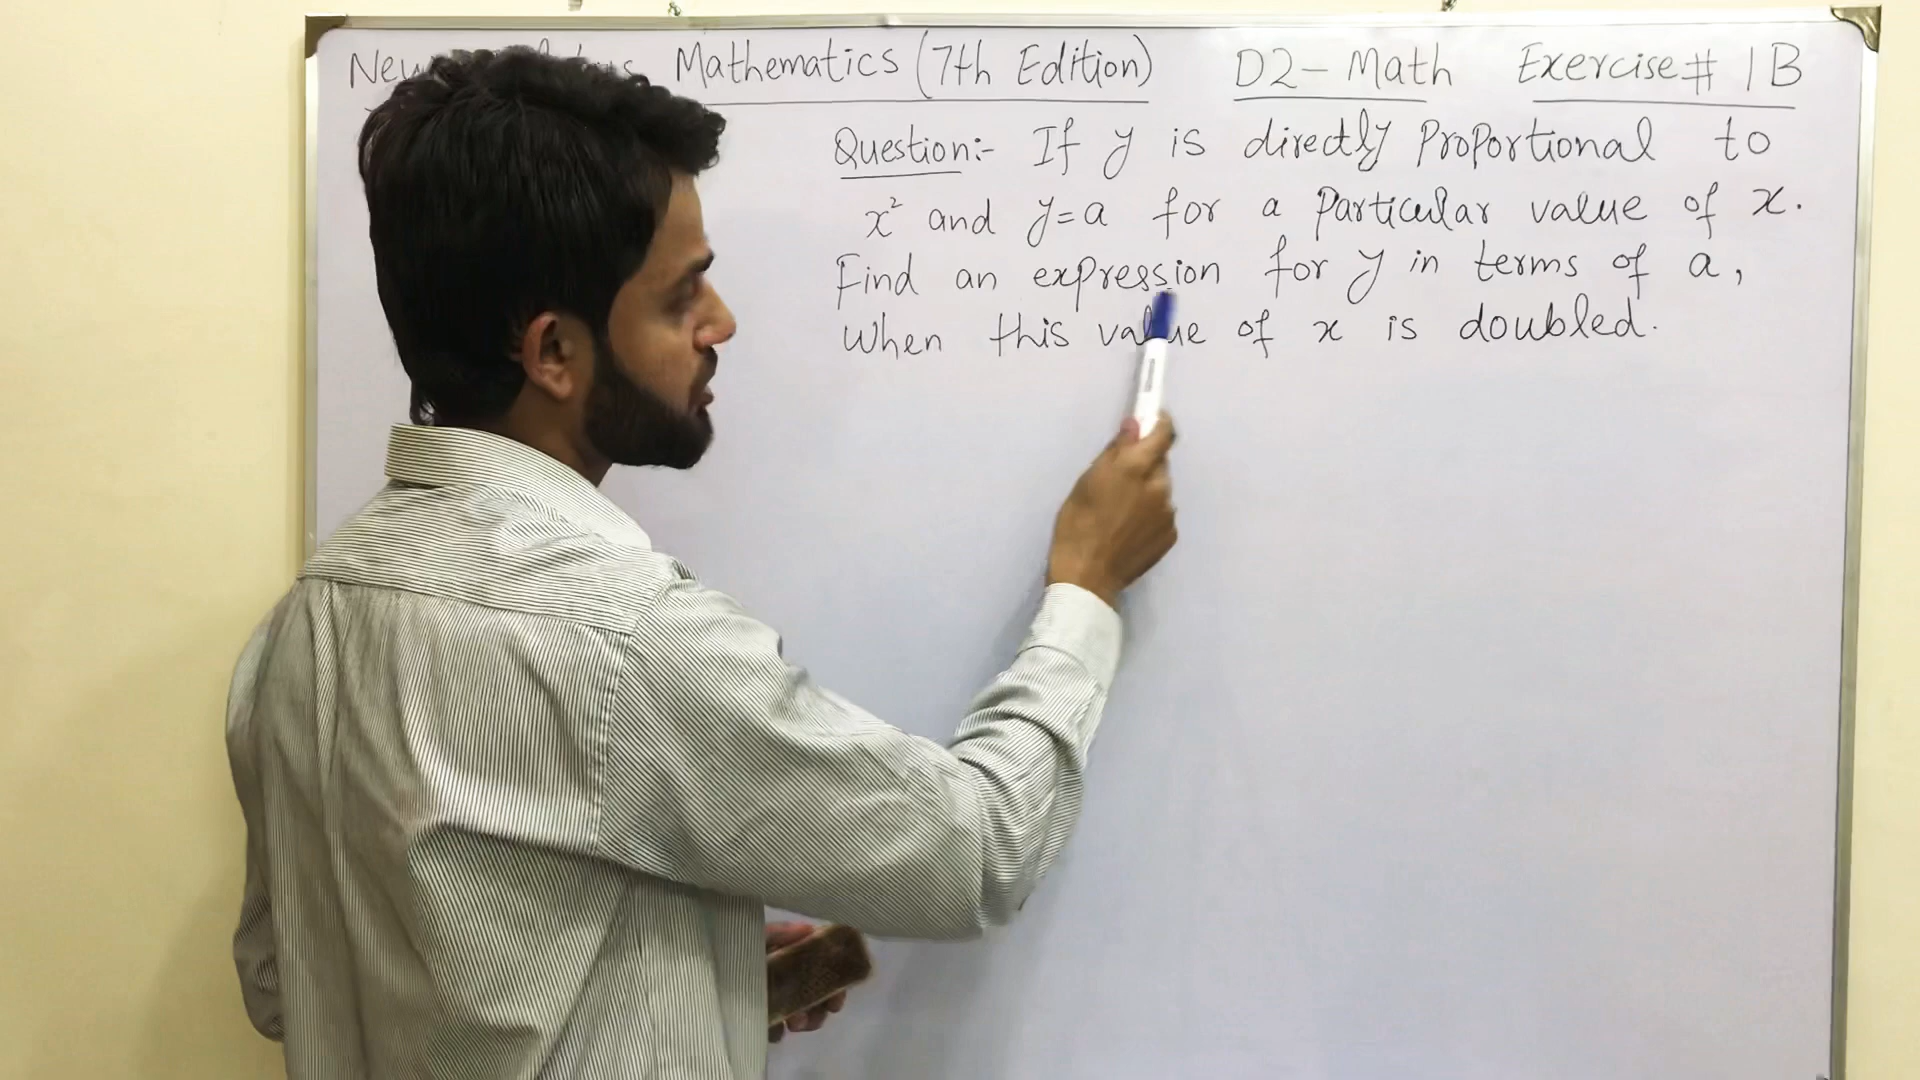 New Mathematics (7th Edition) D2-Math Exercise# 1B
Question:- If y is directly Proportional to
x² and y=a for a Particular value of x.
Find an expression for y in terms of a,
When this value of x is doubled.